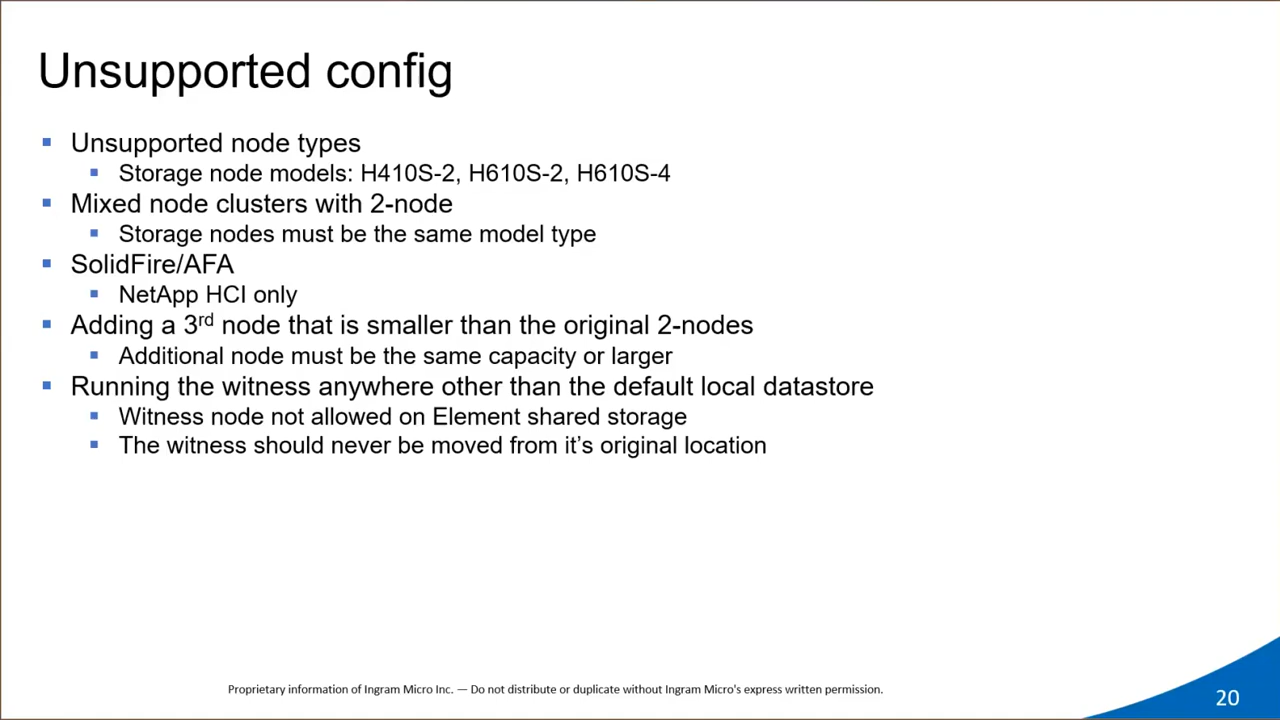 Unsupported config
Unsupported node types
Storage node models: H410S-2, H610S-2, H610S-4
Mixed node clusters with 2-node
Storage nodes must be the same model type
SolidFire/AFA
NetApp HCI only
Adding a 3rd node that is smaller than the original 2-nodes
Additional node must be the same capacity or larger
Running the witness anywhere other than the default local datastore
Witness node not allowed on Element shared storage
The witness should never be moved from it’s original location
Proprietary information of Ingram Micro Inc. — Do not distribute or duplicate without Ingram Micro's express written permission.
20